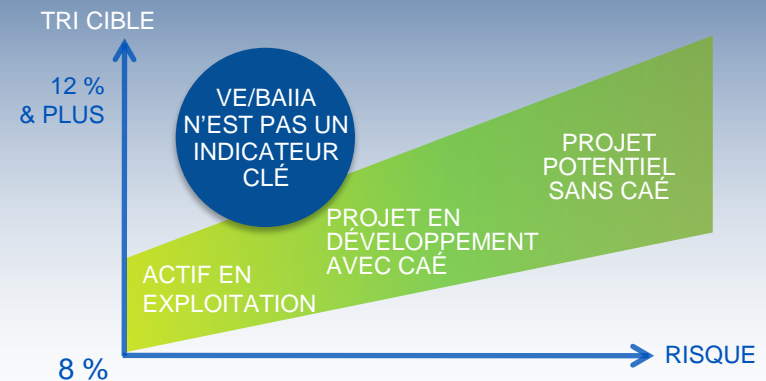 TRI CIBLE
12 %
& PLUS
VE/BAIIA
N'EST PAS UN
INDICATEUR
CLÉ
PROJET
POTENTIEL
SANS CAÉ
PROJET EN
DÉVELOPPEMENT
AVEC CAÉ
ACTIF EN
EXPLOITATION
RISQUE
8 %